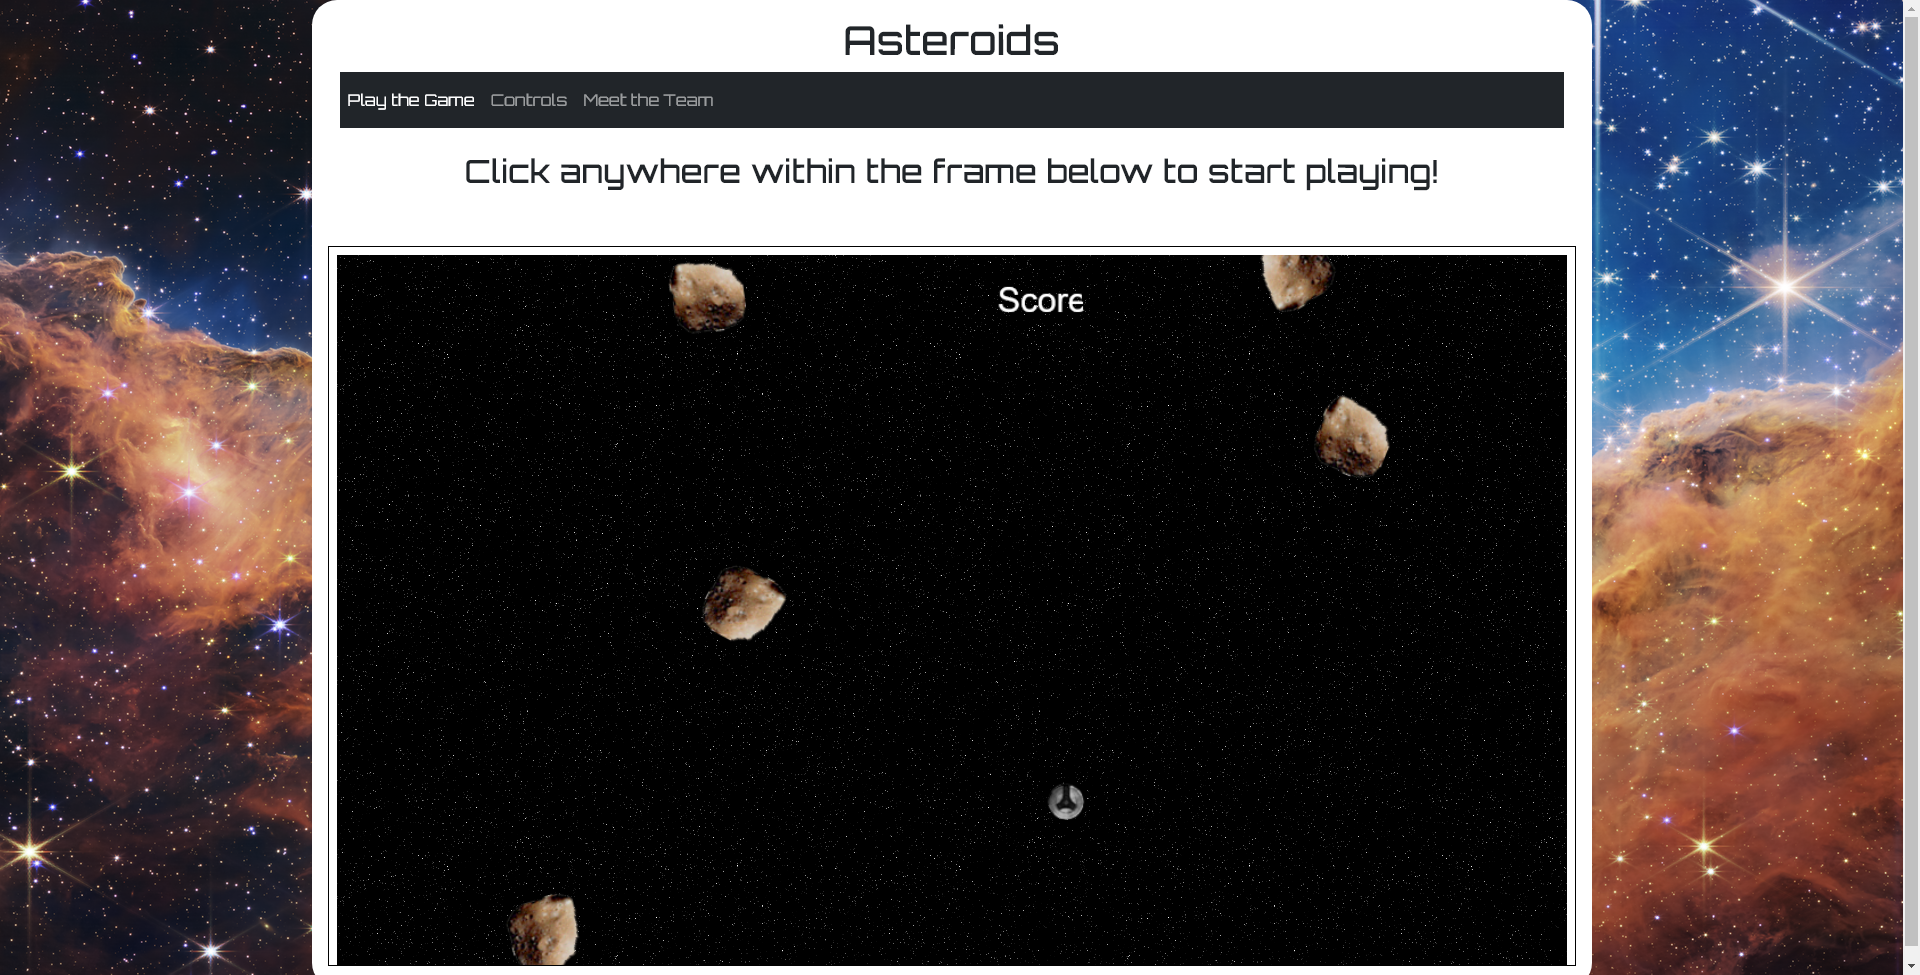 Asteroids
Play the Game Controls Meet the Team
Click anywhere within the frame below to start playing!
Score